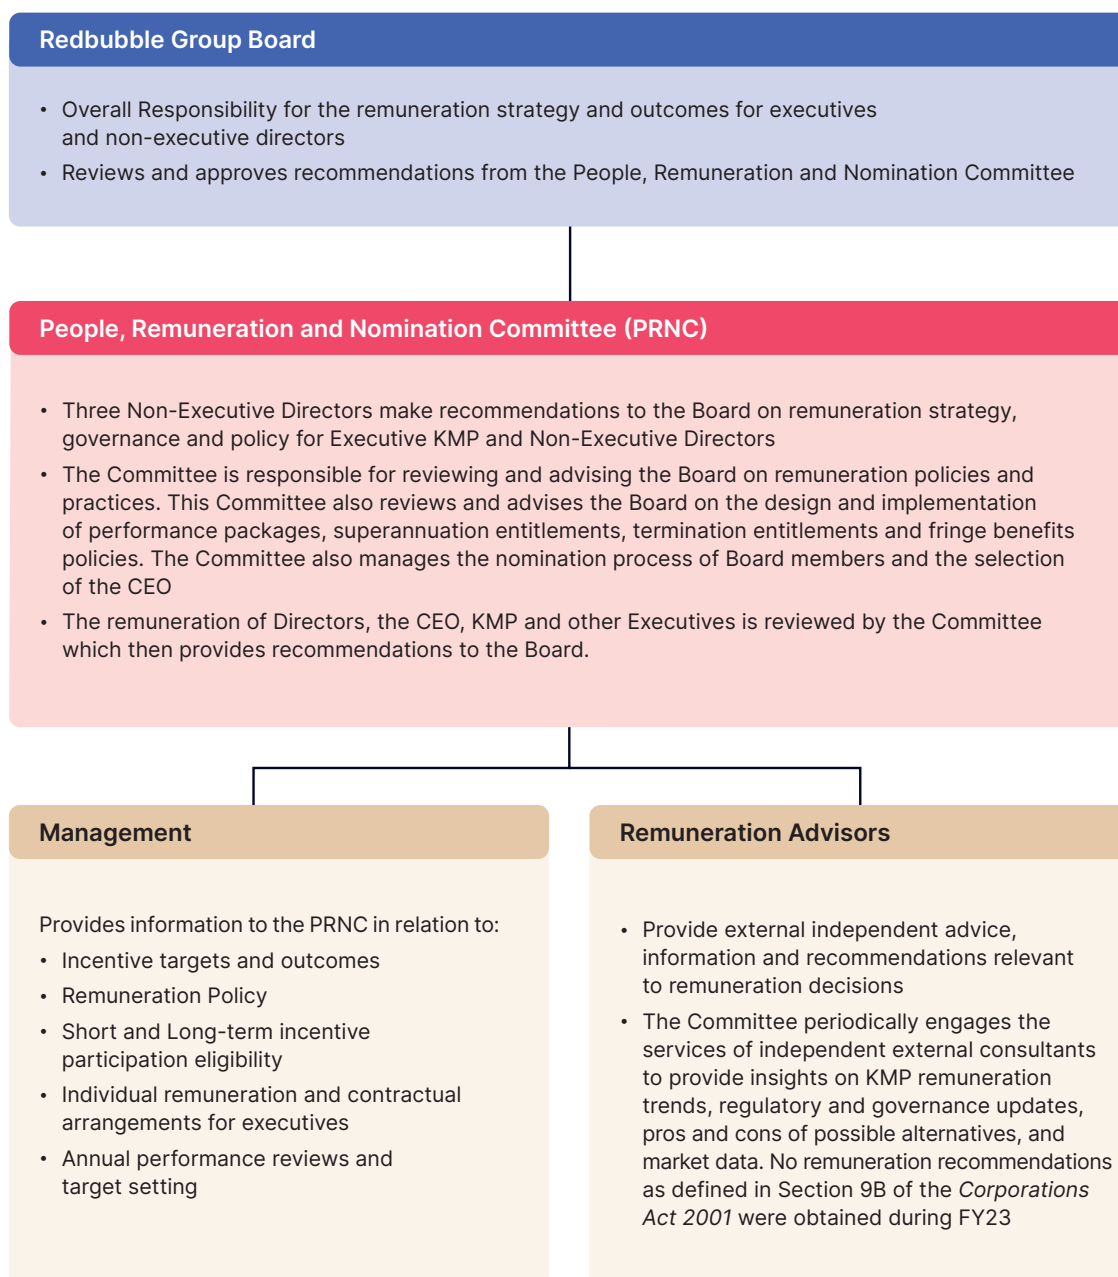 Redbubble Group Board
• Overall Responsibility for the remuneration strategy and outcomes for executives
and non-executive directors
• Reviews and approves recommendations from the People, Remuneration and Nomination Committee
People, Remuneration and Nomination Committee (PRNC)
• Three Non-Executive Directors make recommendations to the Board on remuneration strategy,
governance and policy for Executive KMP and Non-Executive Directors
• The Committee is responsible for reviewing and advising the Board on remuneration policies and
practices. This Committee also reviews and advises the Board on the design and implementation
of performance packages, superannuation entitlements, termination entitlements and fringe benefits
policies. The Committee also manages the nomination process of Board members and the selection
of the CEO
• The remuneration of Directors, the CEO, KMP and other Executives is reviewed by the Committee
which then provides recommendations to the Board.
Management
Provides information to the PRNC in relation to:
• Incentive targets and outcomes
• Remuneration Policy
• Short and Long-term incentive
participation eligibility
• Individual remuneration and contractual
arrangements for executives
• Annual performance reviews and
target setting
Remuneration Advisors
• Provide external independent advice,
information and recommendations relevant
to remuneration decisions
• The Committee periodically engages the
services of independent external consultants
to provide insights on KMP remuneration
trends, regulatory and governance updates,
pros and cons of possible alternatives, and
market data. No remuneration recommendations
as defined in Section 9B of the Corporations
Act 2001 were obtained during FY23